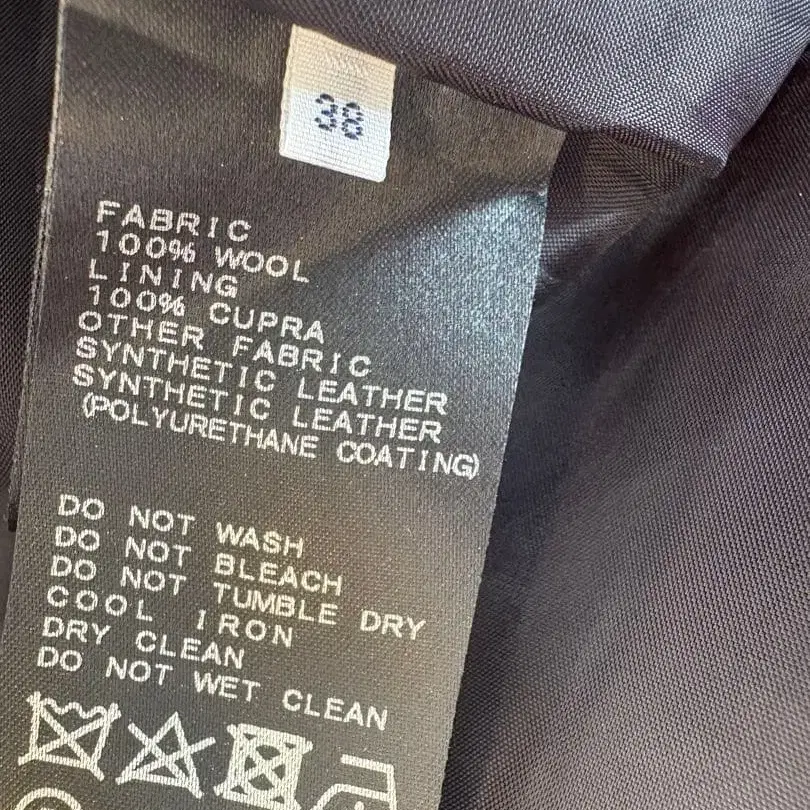 38
FABRIC
100% WOOL
LINING
100% CUPRA
OTHER FABRIC
SYNTHETIC LEATHER
SYNTHETIC LEATHER
(POLYURETHANE COATING)
DO NOT WASH
DO NOT BLEACH
DO NOT TUMBLE DRY
COOL IRON
DRY CLEAN
DO NOT WET CLEAN